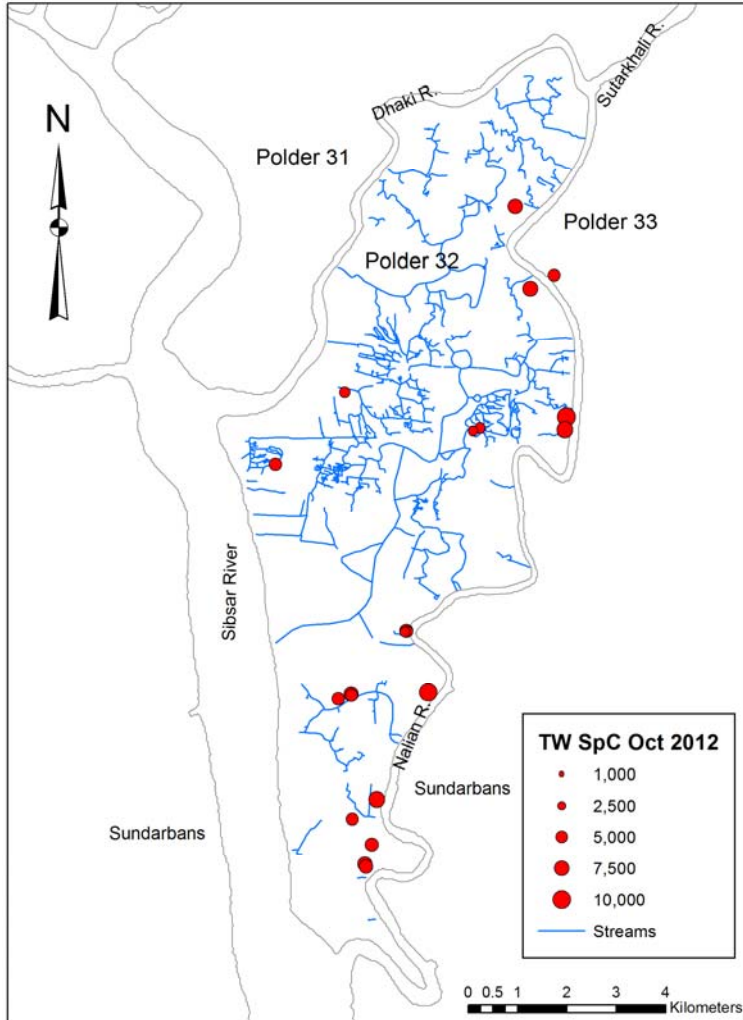 N
Dhaki R.
Sutarkhali R.
Polder 31
Polder 33
Polder 32
Sibsar River
Nalian R.
Sundarbans
Sundarbans
TW SpC Oct 2012
1,000
2,500
5,000
7,500
10,000
Streams
0 0.5 1 2 3 4
Kilometers